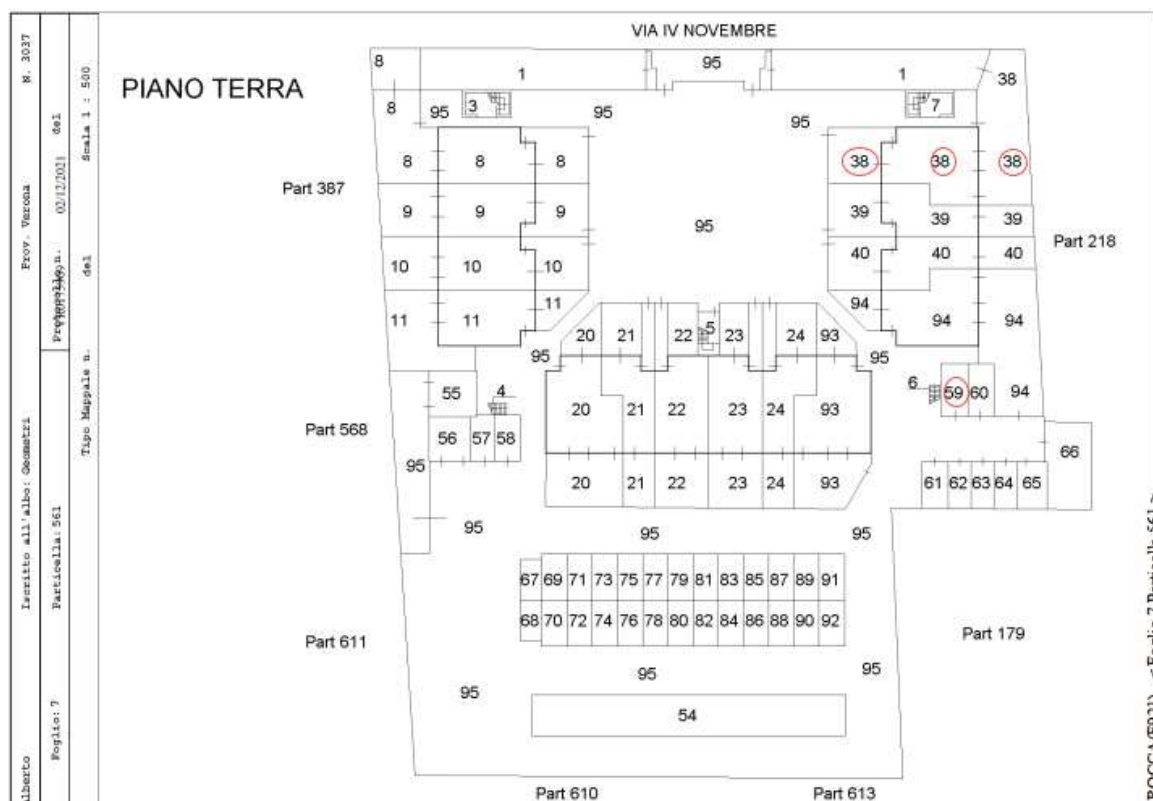 N. 3037
Prov. Verona
Iscritto all'albo: Geometri
Alberto
del
02/12/2021
Protocollo n.
Particella: 561
Foglio: 7
Scala 1 : 500
del
Tipo Mappale n.
PIANO TERRA
VIA IV NOVEMBRE
8 1 95 1 38
8 95 3 95 95 7
8 8 8 38 38 38
Part 387
9 9 9 95 39 39 39
Part 218
10 10 10 40 40 40
11 11 11 94 94 94
95 20 21 22 5 23 24 93 95
55 4 6 59 60 94
20 21 22 23 24 93
Part 568
56 57 58 66
95 20 21 22 23 24 93 61 62 63 64 65
95 95 95
67 69 71 73 75 77 79 81 83 85 87 89 91
68 70 72 74 76 78 80 82 84 86 88 90 92
Part 611
Part 179
95 95 95
54
Part 610 Part 613
Foglio 7 Particella 561